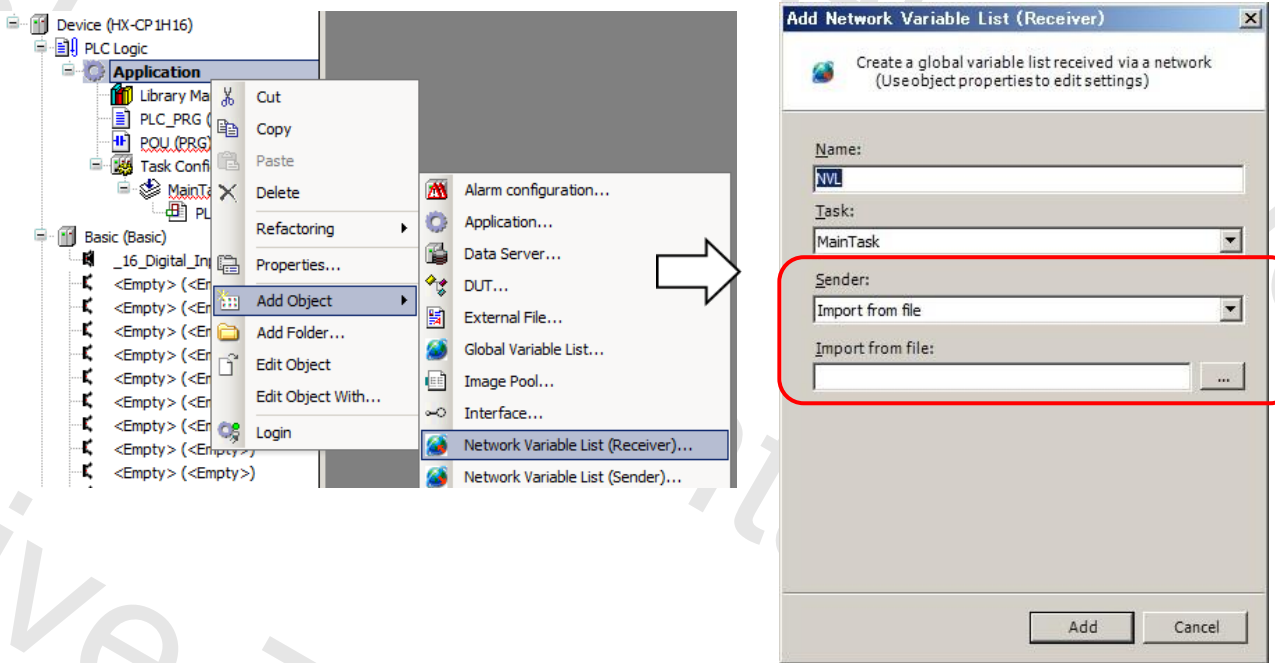 Device (HX-CP1H16)
PLC Logic
Application
Library Ma
PLC_PRG (
POU (PRG)
Task Confi
MainTa
PL
Basic (Basic)
_16_Digital_Inp
<Empty> (<En
<Empty> (<En
<Empty> (<En
<Empty> (<En
<Empty> (<En
<Empty> (<En
<Empty> (<En
<Empty> (<Empty>)
<Empty> (<Empty>)
Cut
Copy
Paste
Delete
Refactoring
Properties...
Add Object
Add Folder...
Edit Object
Edit Object With...
Login
Alarm configuration...
Application...
Data Server...
DUT...
External File...
Global Variable List...
Image Pool...
Interface...
Network Variable List (Receiver)...
Network Variable List (Sender)...
Add Network Variable List (Receiver)
Create a global variable list received via a network
(Use object properties to edit settings)
Name:
NVL
Task:
MainTask
Sender:
Import from file
Import from file:
...
Add
Cancel